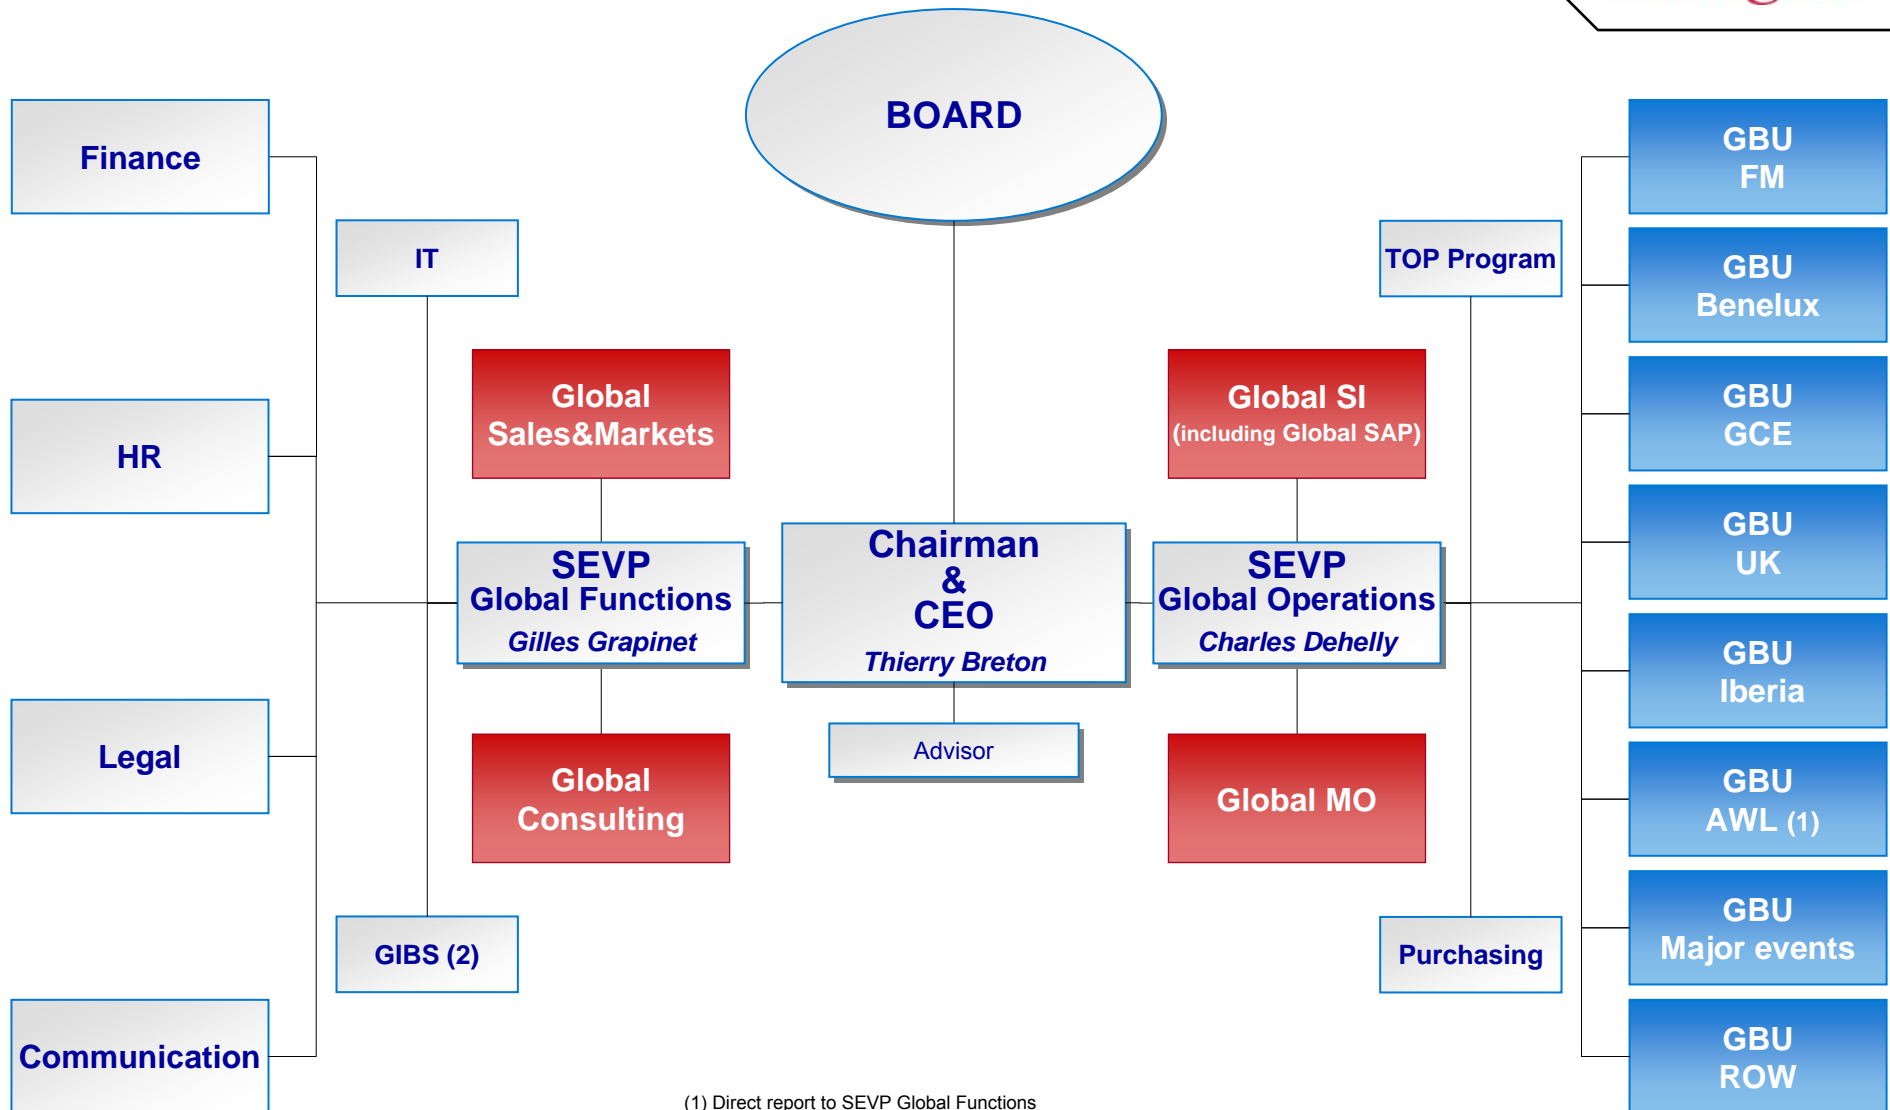 BOARD
Finance
IT
HR
Legal
GIBS (2)
Communication
Global
Sales&Markets
SEVP
Global Functions
Gilles Grapinet
Global
Consulting
Chairman
&
CEO
Thierry Breton
Advisor
Global SI
(including Global SAP)
SEVP
Global Operations
Charles Dehelly
Global MO
TOP Program
Purchasing
GBU
FM
GBU
Benelux
GBU
GCE
GBU
UK
GBU
Iberia
GBU
AWL (1)
GBU
Major events
GBU
ROW
(1) Direct report to SEVP Global Functions